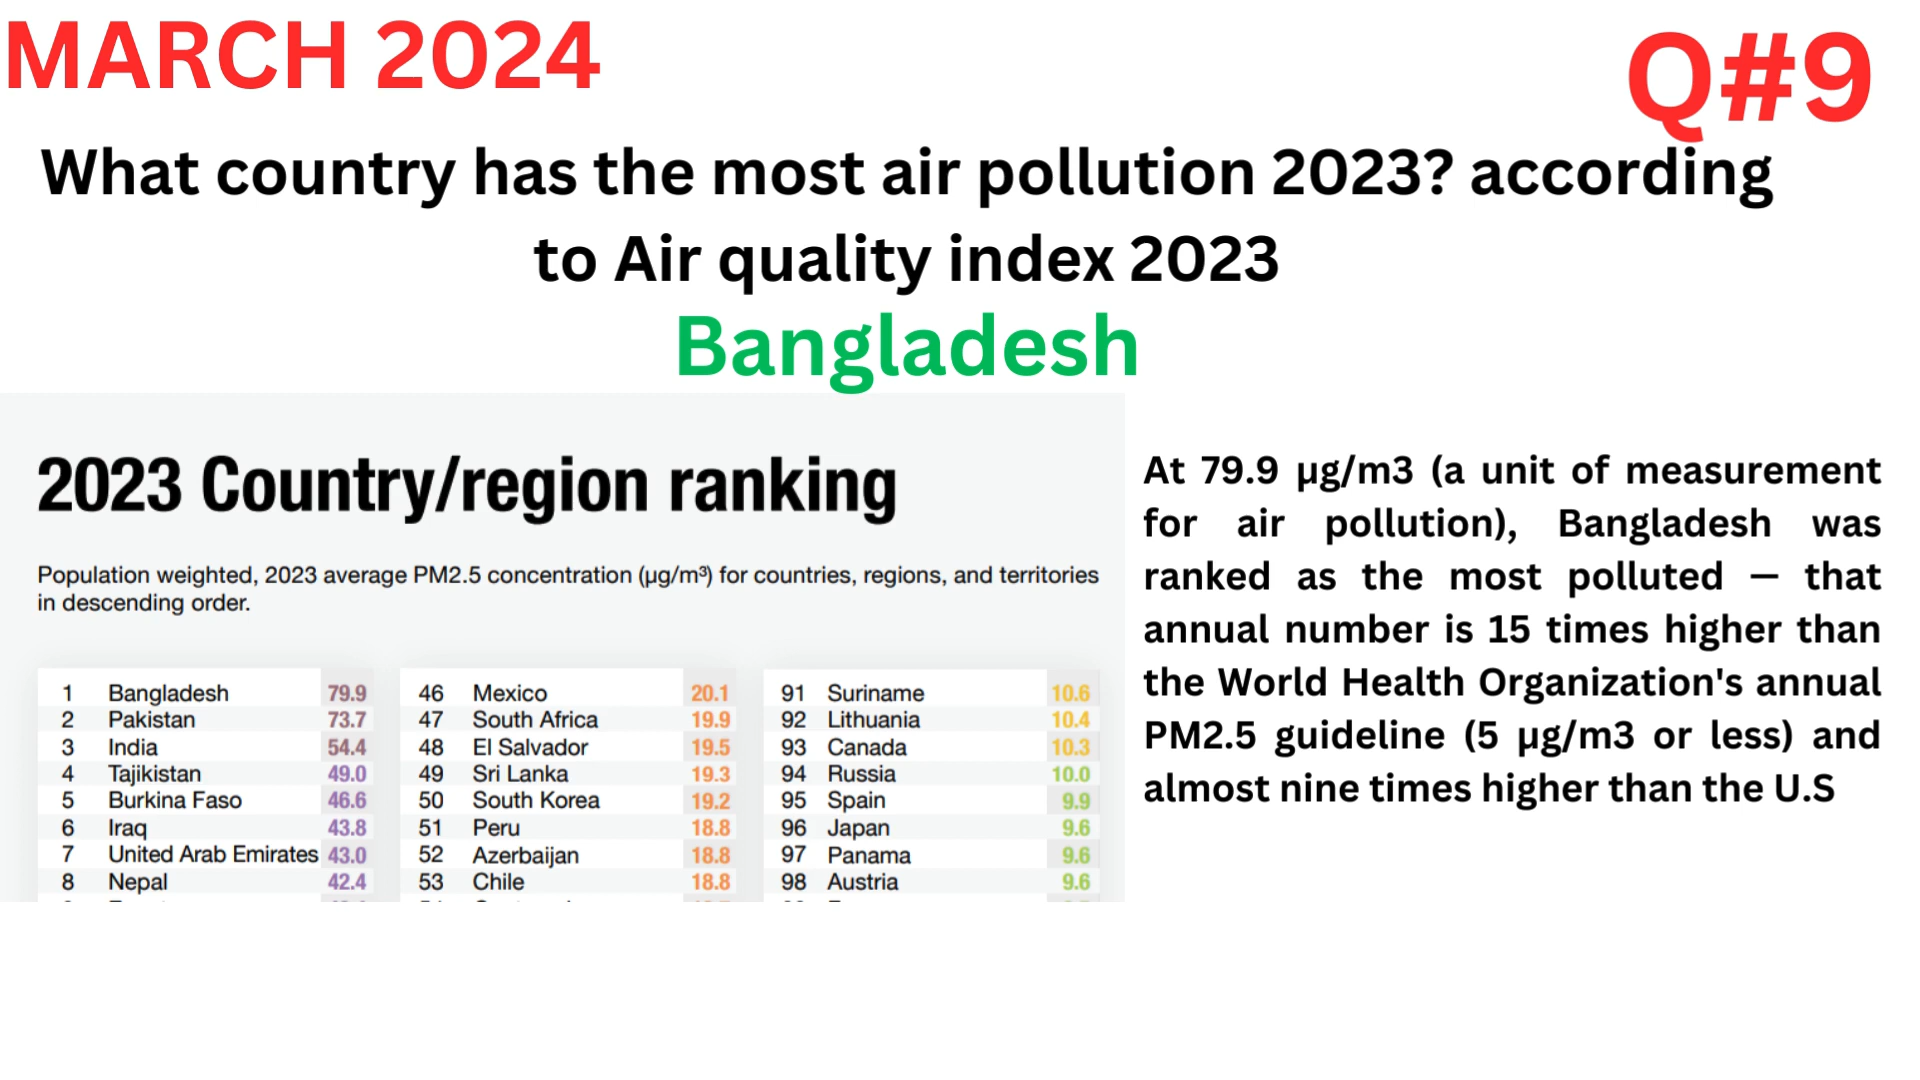 MARCH 2024
Q#9
What country has the most air pollution 2023? according
to Air quality index 2023
Bangladesh
2023 Country/region ranking
Population weighted, 2023 average PM2.5 concentration (µg/m³) for countries, regions, and territories
in descending order.
1 Bangladesh 79.9
2 Pakistan 73.7
3 India 54.4
4 Tajikistan 49.0
5 Burkina Faso 46.6
6 Iraq 43.8
7 United Arab Emirates 43.0
8 Nepal 42.4
46 Mexico 20.1
47 South Africa 19.9
48 El Salvador 19.5
49 Sri Lanka 19.3
50 South Korea 19.2
51 Peru 18.8
52 Azerbaijan 18.8
53 Chile 18.8
91 Suriname 10.6
92 Lithuania 10.4
93 Canada 10.3
94 Russia 10.0
95 Spain 9.9
96 Japan 9.6
97 Panama 9.6
98 Austria 9.6
At 79.9 µg/m3 (a unit of measurement
for air pollution), Bangladesh was
ranked as the most polluted — that
annual number is 15 times higher than
the World Health Organization's annual
PM2.5 guideline (5 µg/m3 or less) and
almost nine times higher than the U.S